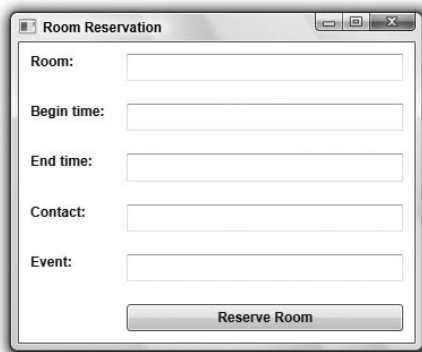 Room Reservation
Room:
Begin time:
End time:
Contact:
Event:
Reserve Room